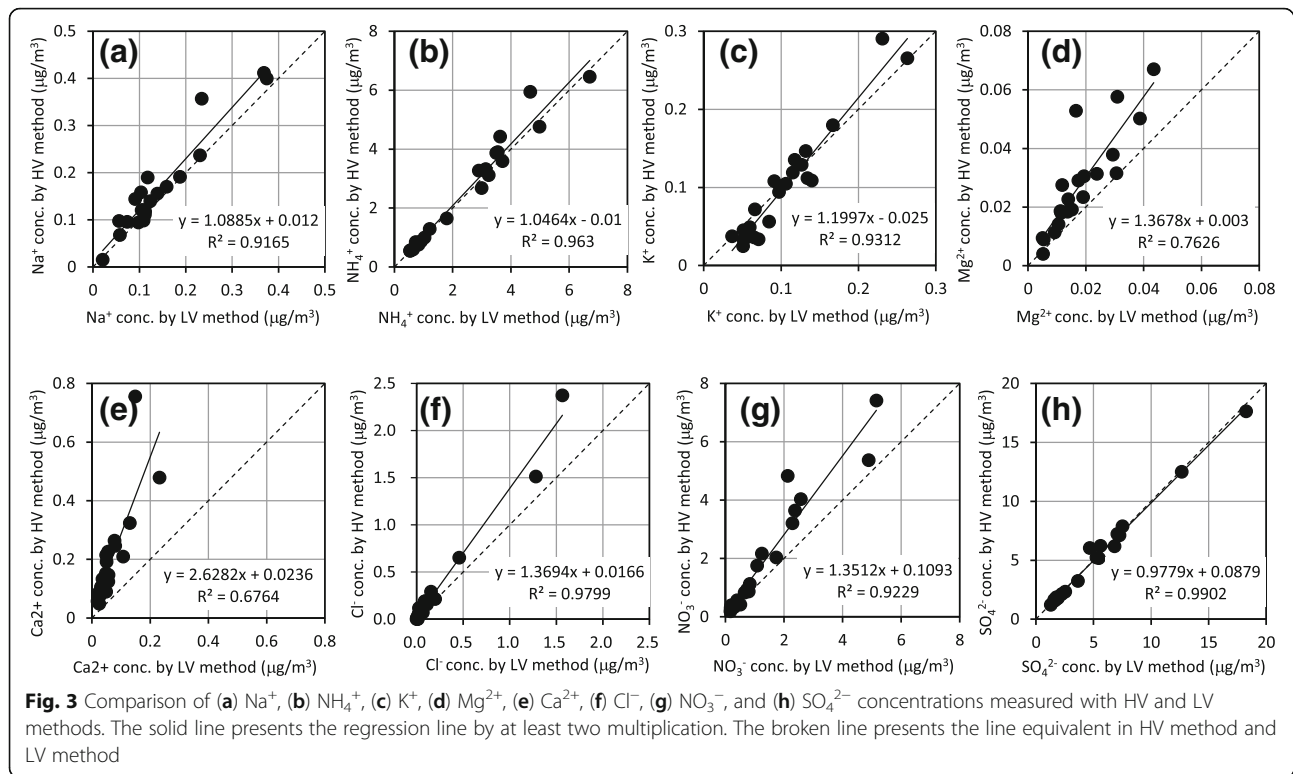 (a)
Na⁺ conc. by HV method (µg/m³)
0.5
0.4
0.3
0.2
0.1
0
0 0.1 0.2 0.3 0.4 0.5
y = 1.0885x + 0.012
R² = 0.9165
Na⁺ conc. by LV method (µg/m³)
(b)
NH₄⁺ conc. by HV method (µg/m³)
8
6
4
2
0
0 2 4 6 8
y = 1.0464x - 0.01
R² = 0.963
NH₄⁺ conc. by LV method (µg/m³)
(c)
K⁺ conc. by HV method (µg/m³)
0.3
0.2
0.1
0
0 0.1 0.2 0.3
y = 1.1997x - 0.025
R² = 0.9312
K⁺ conc. by LV method (µg/m³)
(d)
Mg²⁺ conc. by HV method (µg/m³)
0.08
0.06
0.04
0.02
0
0 0.02 0.04 0.06 0.08
y = 1.3678x + 0.003
R² = 0.7626
Mg²⁺ conc. by LV method (µg/m³)
(e)
Ca2+ conc. by HV method (µg/m³)
0.8
0.6
0.4
0.2
0
0 0.2 0.4 0.6 0.8
y = 2.6282x + 0.0236
R² = 0.6764
Ca2+ conc. by LV method (µg/m³)
(f)
Cl⁻ conc. by HV method (µg/m³)
2.5
2.0
1.5
1.0
0.5
0.0
0.0 0.5 1.0 1.5 2.0 2.5
y = 1.3694x + 0.0166
R² = 0.9799
Cl⁻ conc. by LV method (µg/m³)
(g)
NO₃⁻ conc. by HV method (µg/m³)
8
6
4
2
0
0 2 4 6 8
y = 1.3512x + 0.1093
R² = 0.9229
NO₃⁻ conc. by LV method (µg/m³)
(h)
SO₄²⁻ conc. by HV method (µg/m³)
20
15
10
5
0
0 5 10 15 20
y = 0.9779x + 0.0879
R² = 0.9902
SO₄²⁻ conc. by LV method (µg/m³)
Fig. 3 Comparison of (a) Na⁺, (b) NH₄⁺, (c) K⁺, (d) Mg²⁺, (e) Ca²⁺, (f) Cl⁻, (g) NO₃⁻, and (h) SO₄²⁻ concentrations measured with HV and LV
methods. The solid line presents the regression line by at least two multiplication. The broken line presents the line equivalent in HV method and
LV method